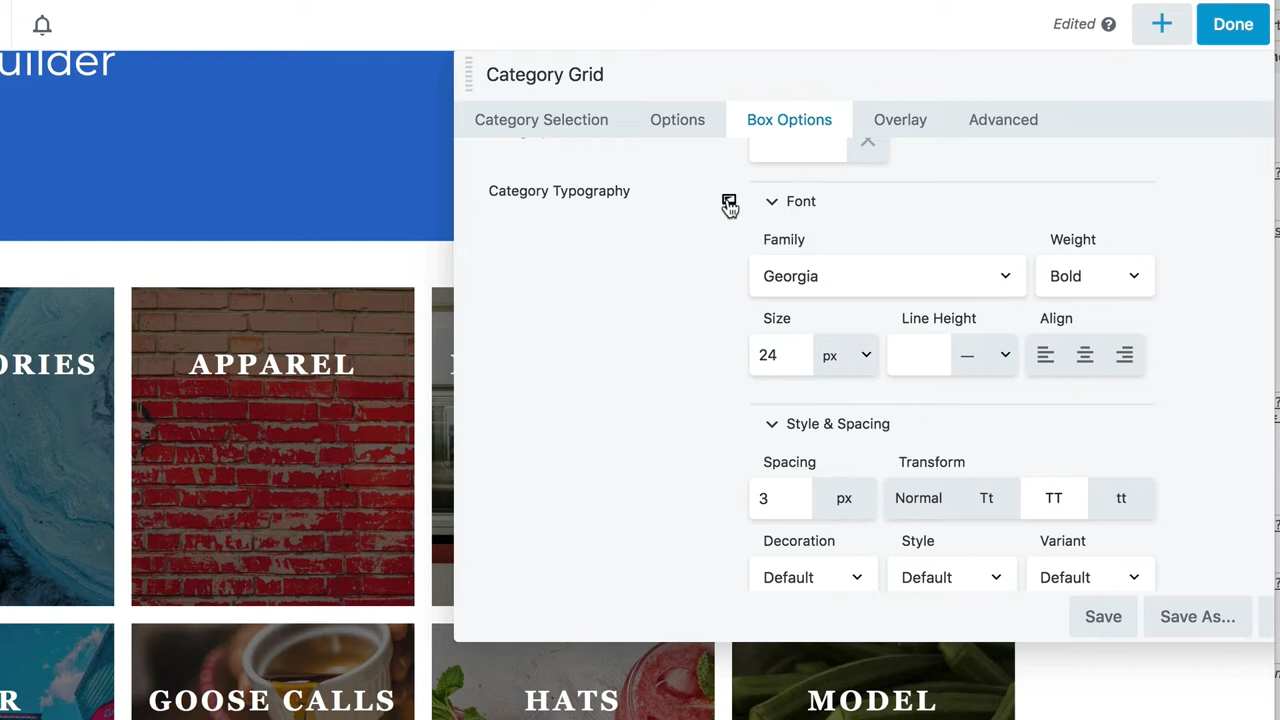 Edited ?
+
Done
uilder
Category Grid
Category Selection
Options
Box Options
Overlay
Advanced
Category Typography
Font
Family
Weight
Georgia
Bold
Size
Line Height
Align
24
px
—
Style & Spacing
Spacing
Transform
3
px
Normal
Tt
TT
tt
Decoration
Style
Variant
Default
Default
Default
Save
Save As...
ORIES
APPAREL
R
GOOSE CALLS
HATS
MODEL